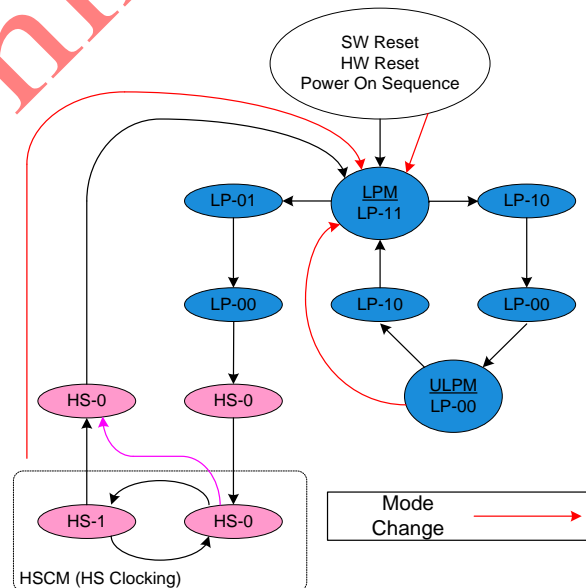 SW Reset
HW Reset
Power On Sequence
LPM
LP-11
LP-01
LP-10
LP-00
LP-10
LP-00
ULPM
LP-00
HS-0
HS-0
HS-1
HS-0
HSCM (HS Clocking)
Mode
Change